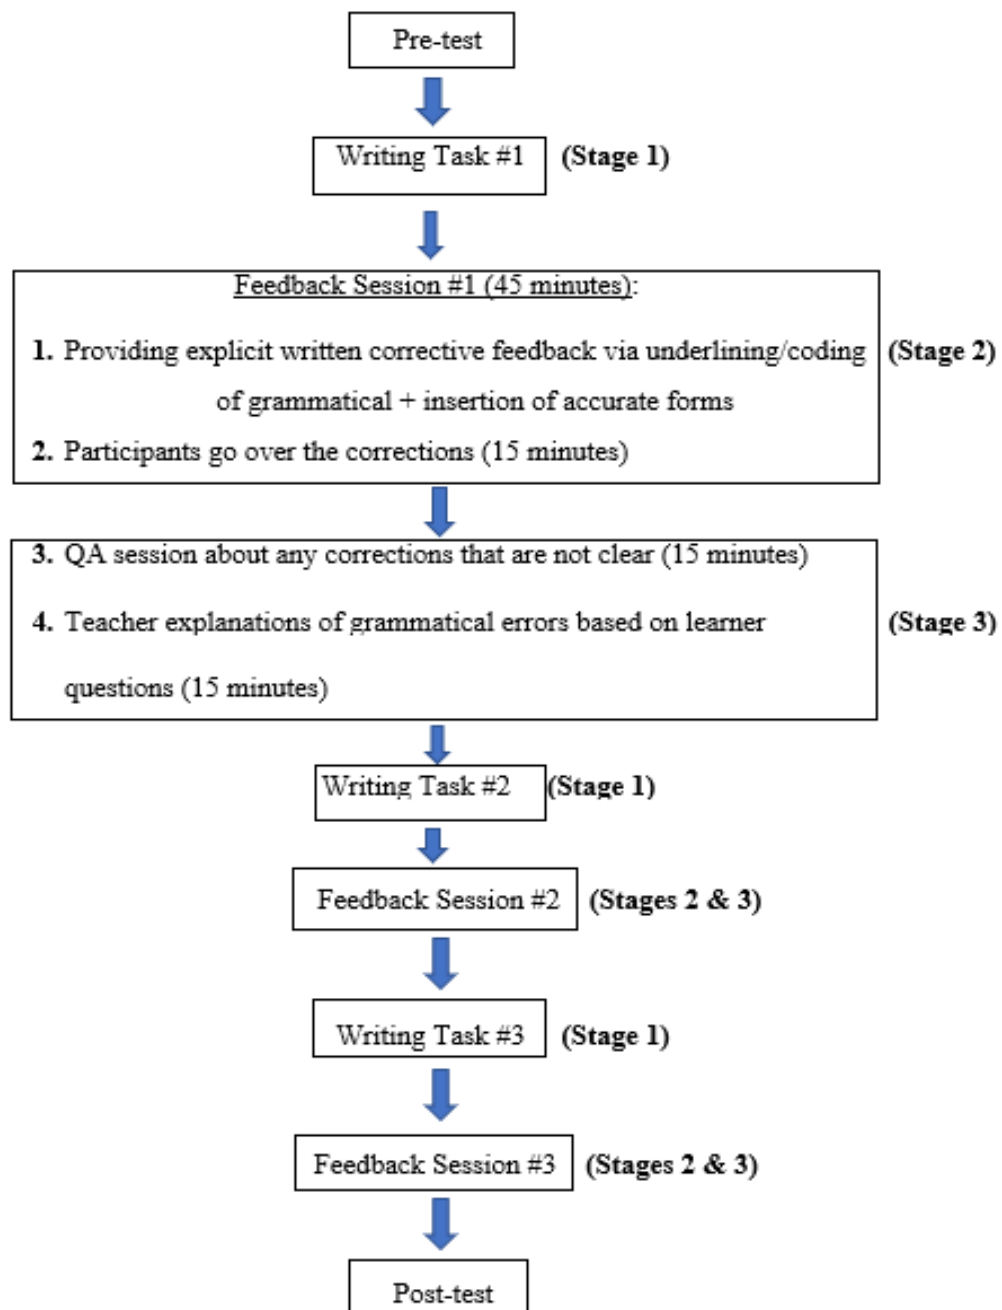 Pre-test
Writing Task #1 (Stage 1)
Feedback Session #1 (45 minutes):
1. Providing explicit written corrective feedback via underlining/coding (Stage 2)
of grammatical + insertion of accurate forms
2. Participants go over the corrections (15 minutes)
3. QA session about any corrections that are not clear (15 minutes)
4. Teacher explanations of grammatical errors based on learner (Stage 3)
questions (15 minutes)
Writing Task #2 (Stage 1)
Feedback Session #2 (Stages 2 & 3)
Writing Task #3 (Stage 1)
Feedback Session #3 (Stages 2 & 3)
Post-test